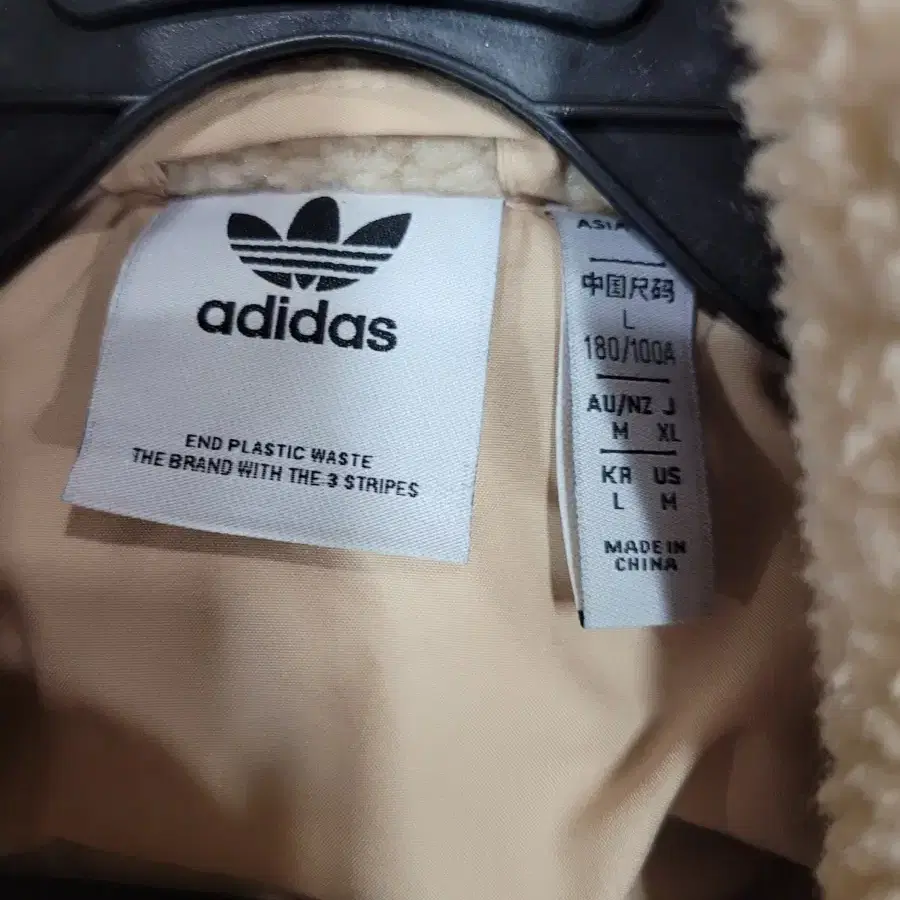 adidas
END PLASTIC WASTE
THE BRAND WITH THE 3 STRIPES
ASIA
中国尺码
L
180/100A
AU/NZ J
M XL
KR US
L M
MADE IN
CHINA